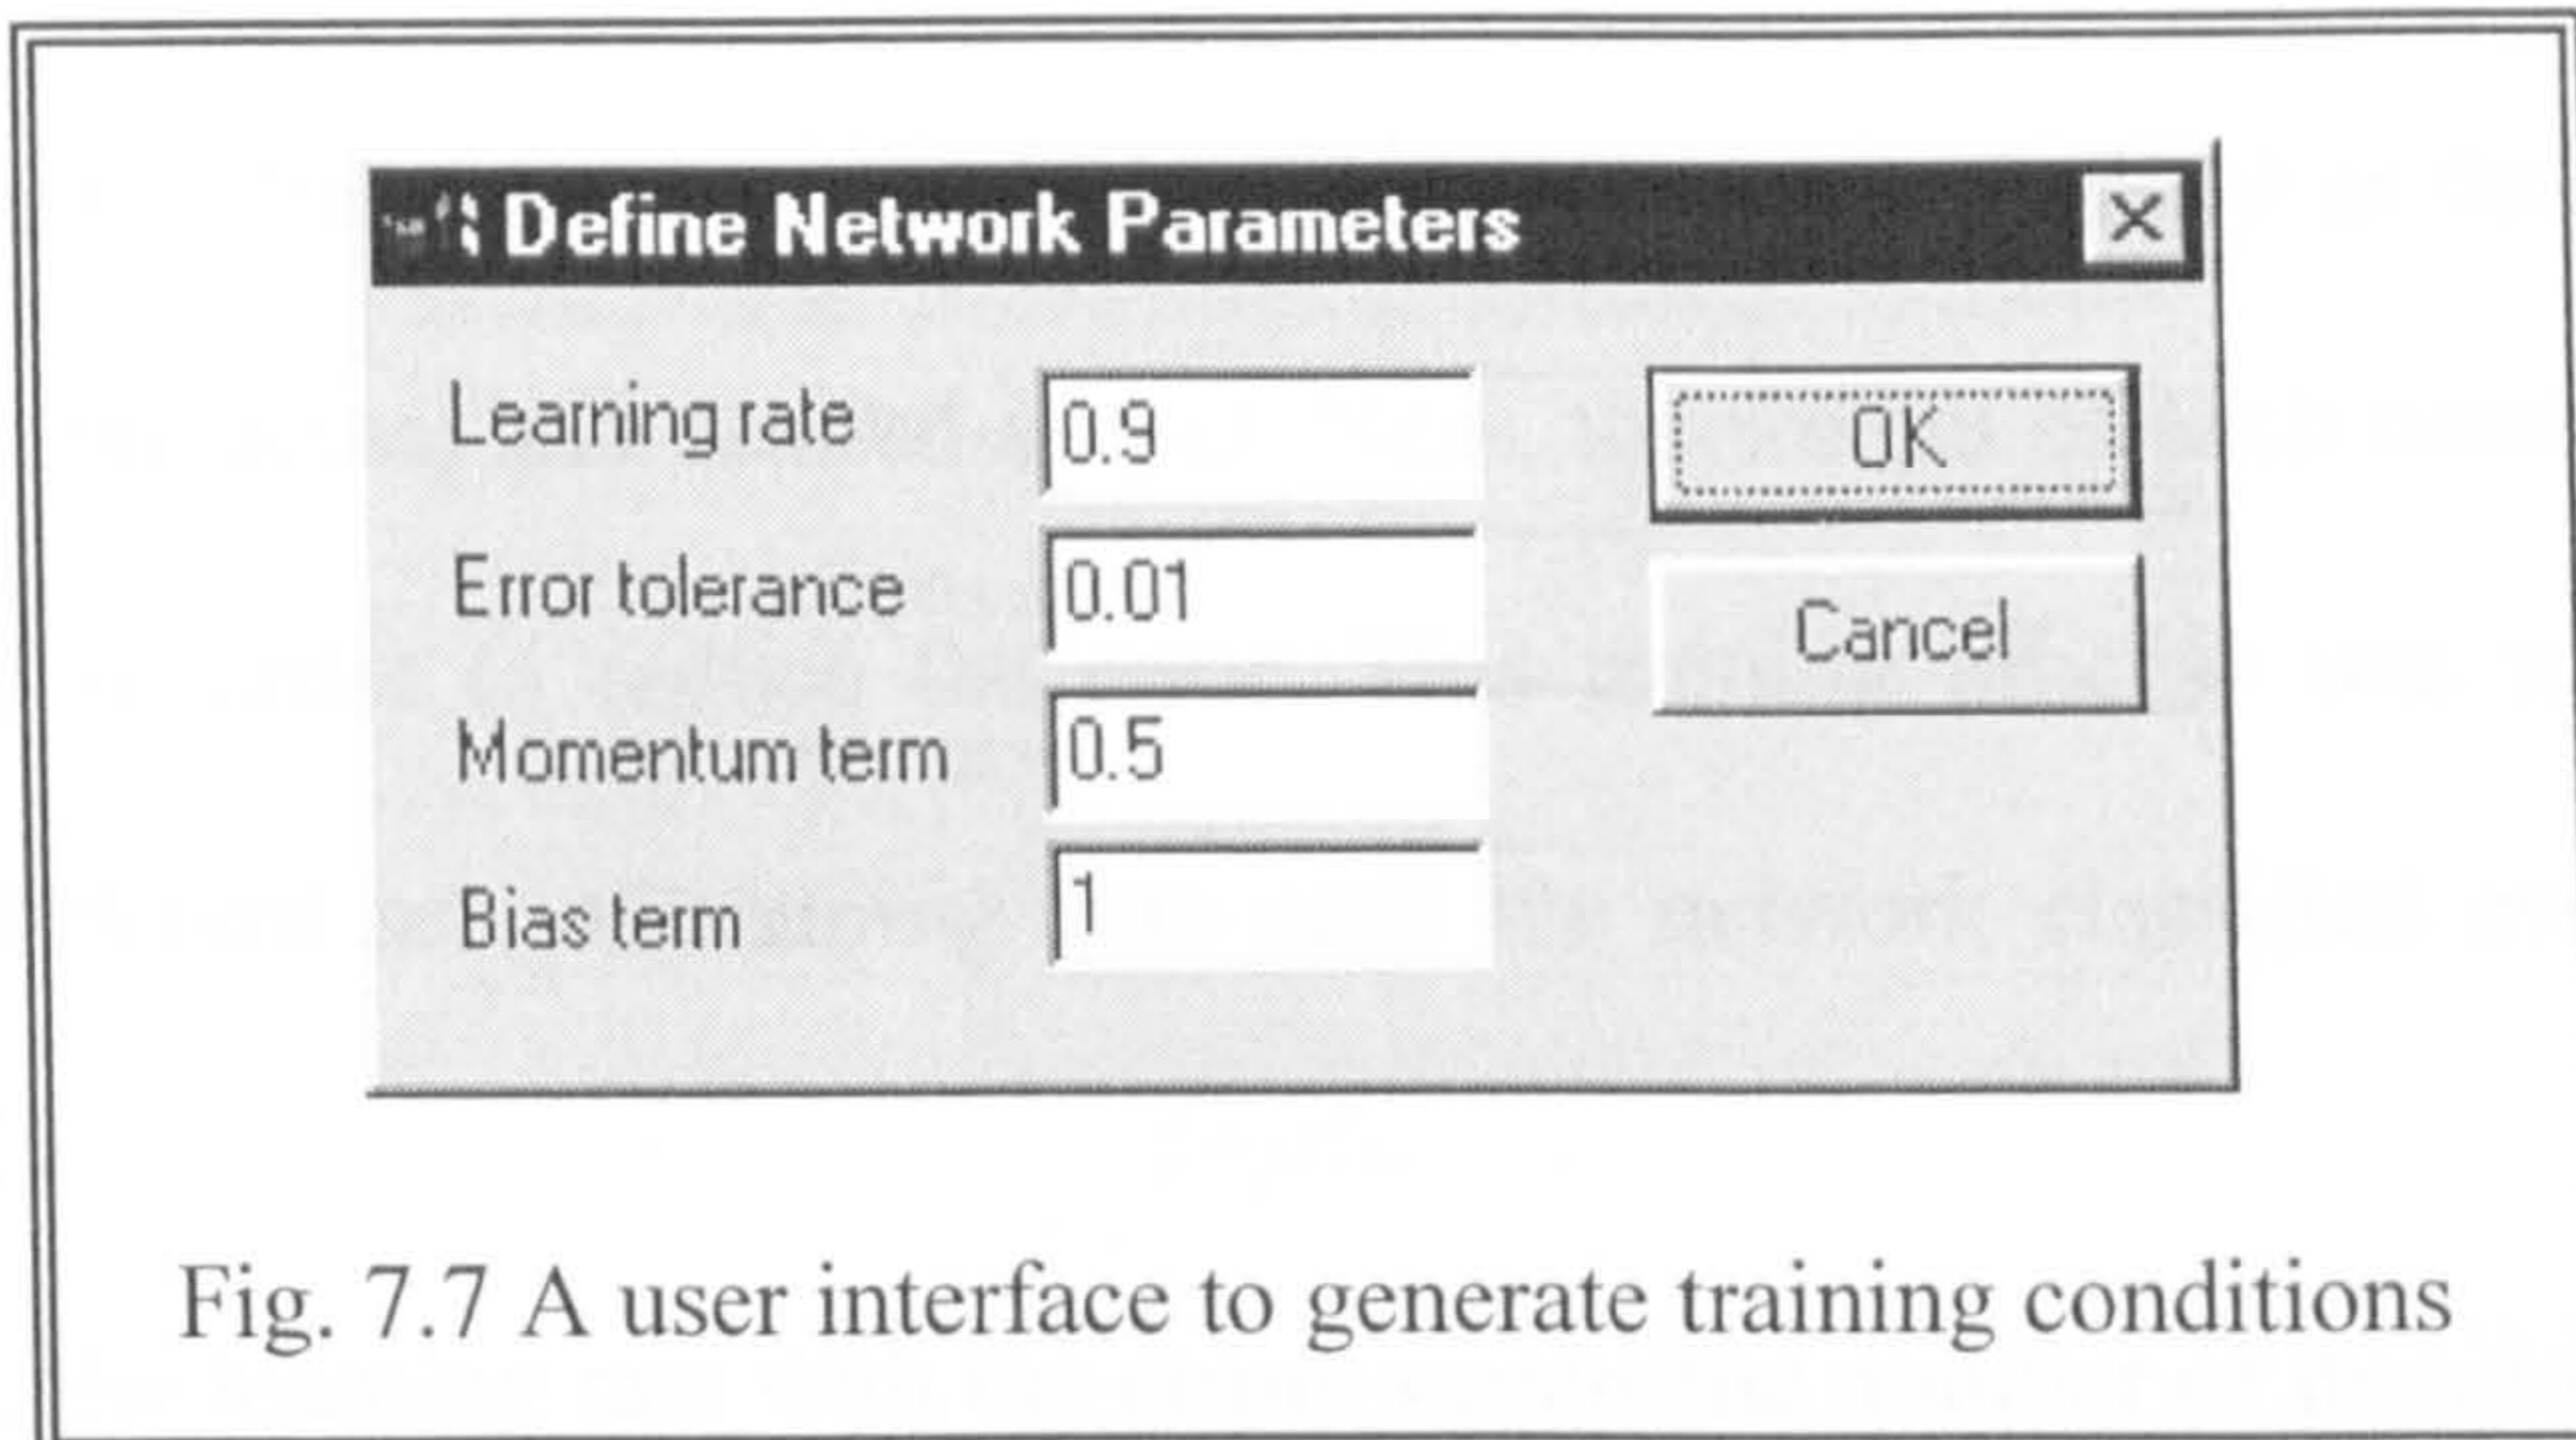 Define Network Parameters
Learning rate 0.9
OK
Error tolerance 0.01
Cancel
Momentum term 0.5
Bias term 1
Fig. 7.7 A user interface to generate training conditions